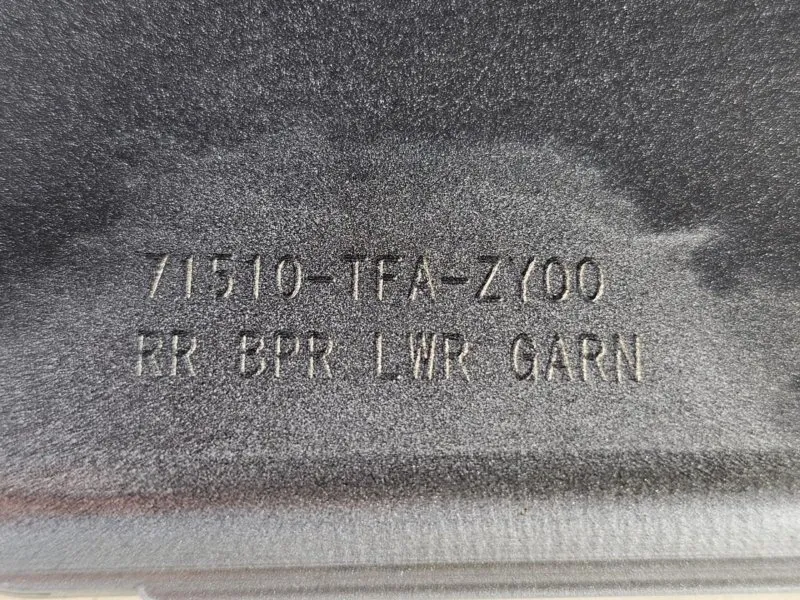 71510-TFA-ZY00
RR BPR LWR GARN